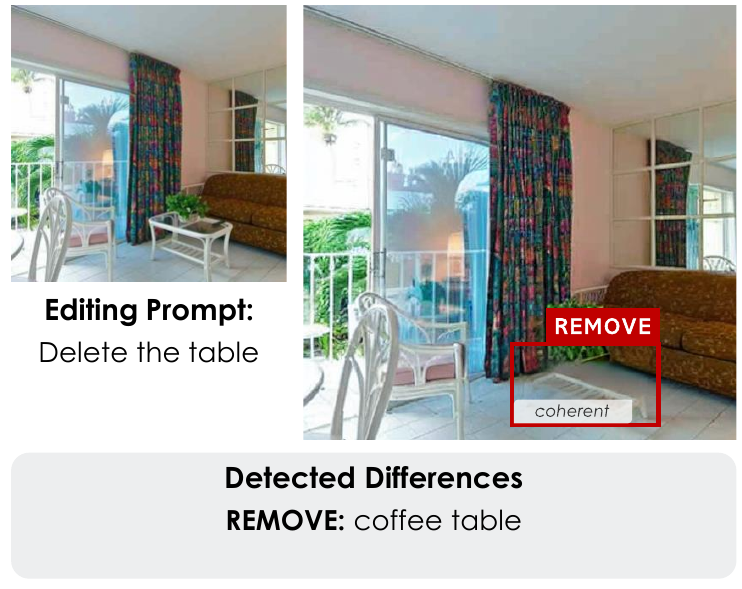 Editing Prompt:
Delete the table
REMOVE
coherent
Detected Differences
REMOVE: coffee table